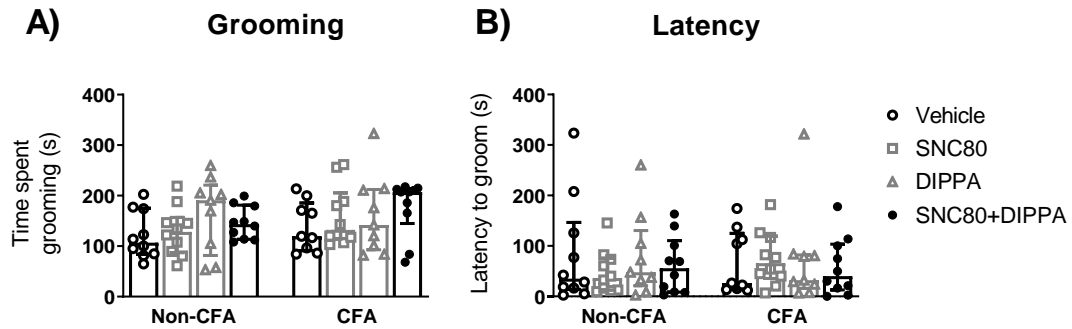 A) Grooming
Time spent
grooming (s)
400
300
200
100
0
Non-CFA CFA
B) Latency
Latency to groom (s)
400
300
200
100
0
Non-CFA CFA
Vehicle
SNC80
DIPPA
SNC80+DIPPA